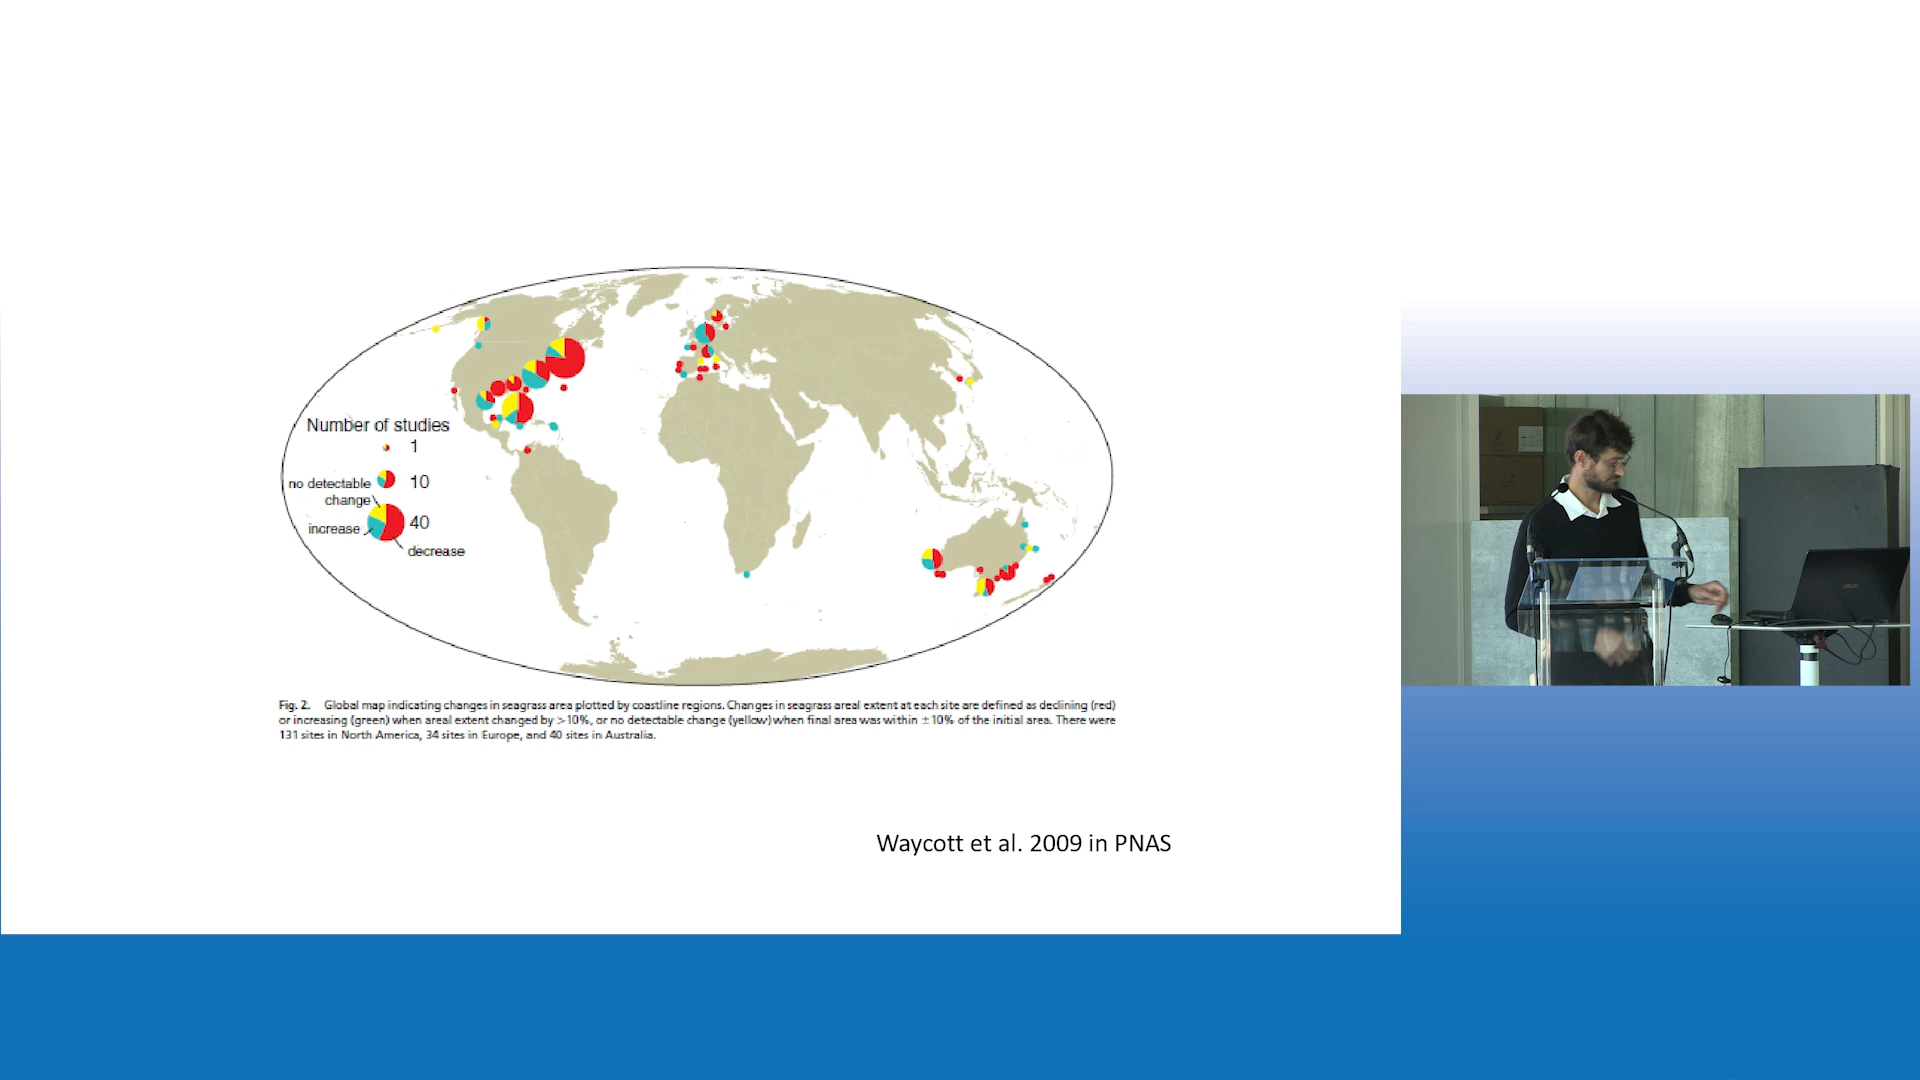 Number of studies
1
no detectable
change
10
increase
40
decrease
Fig. 2. Global map indicating changes in seagrass area plotted by coastline regions. Changes in seagrass areal extent at each site are defined as declining (red)
or increasing (green) when areal extent changed by >10%, or no detectable change (yellow) when final area was within ±10% of the initial area. There were
131 sites in North America, 34 sites in Europe, and 40 sites in Australia.
Waycott et al. 2009 in PNAS